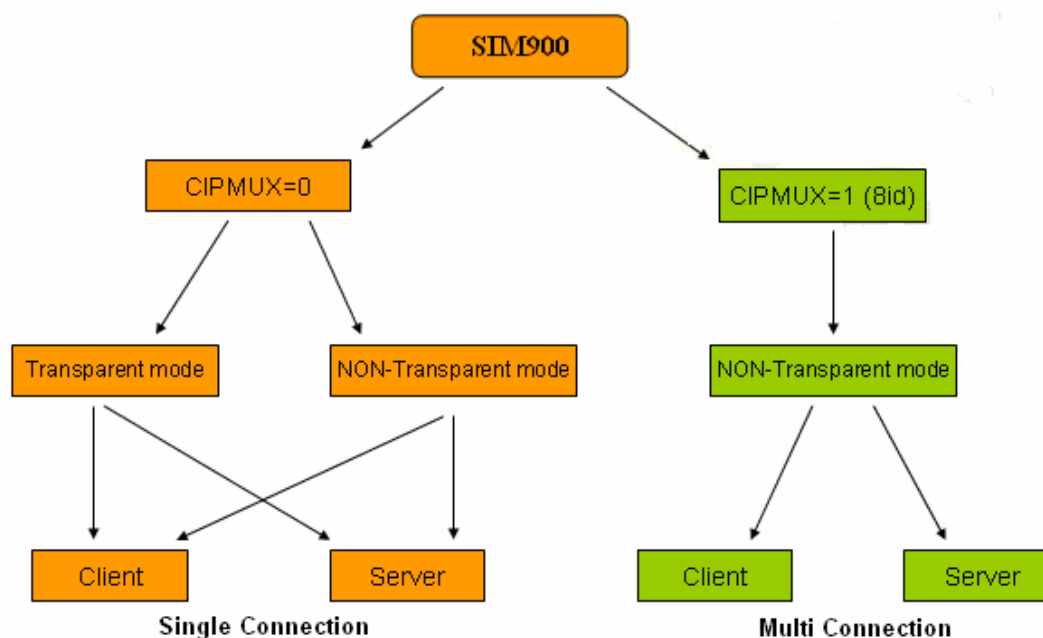 SIM900
CIPMUX=0
CIPMUX=1 (8id)
Transparent mode
NON-Transparent mode
NON-Transparent mode
Client
Server
Client
Server
Single Connection
Multi Connection